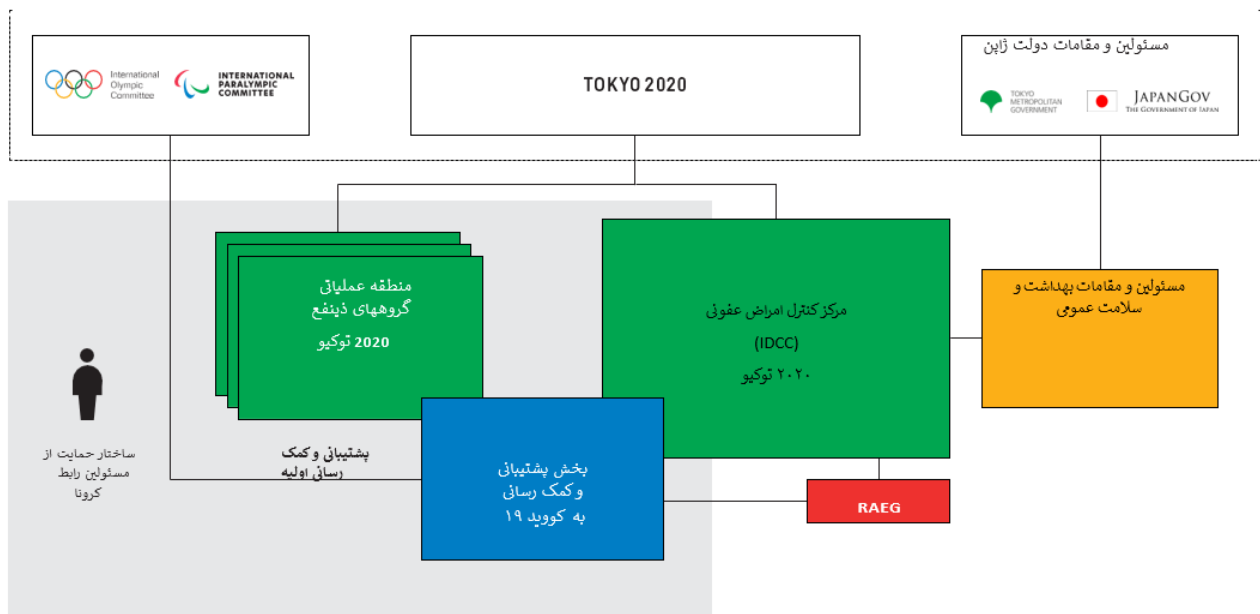 International
Olympic
Committee
INTERNATIONAL
PARALYMPIC
COMMITTEE
TOKYO 2020
مسئولین و مقامات دولت ژاپن
TOKYO
METROPOLITAN
GOVERNMENT
JAPANGOV
THE GOVERNMENT OF JAPAN
منطقه عملیاتی
گروههای ذینفع
2020 توکیو
مرکز کنترل امراض عفونی
(IDCC)
۲۰۲۰ توکیو
مسئولین و مقامات بهداشت و
سلامت عمومی
ساختار حمایت از
مسئولین رابط
کرونا
پشتیبانی و کمک
رسانی اولیه
بخش پشتیبانی
و کمک رسانی
به کووید ۱۹
RAEG